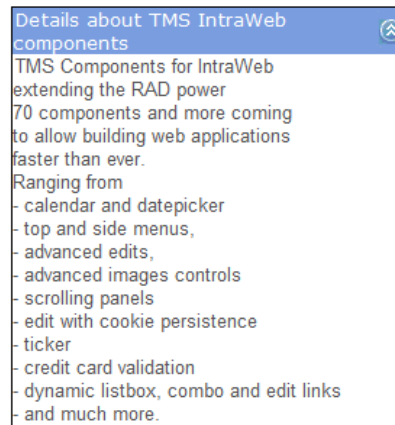 Details about TMS IntraWeb
components
TMS Components for IntraWeb
extending the RAD power
70 components and more coming
to allow building web applications
faster than ever.
Ranging from
- calendar and datepicker
- top and side menus,
- advanced edits,
- advanced images controls
- scrolling panels
- edit with cookie persistence
- ticker
- credit card validation
- dynamic listbox, combo and edit links
- and much more.